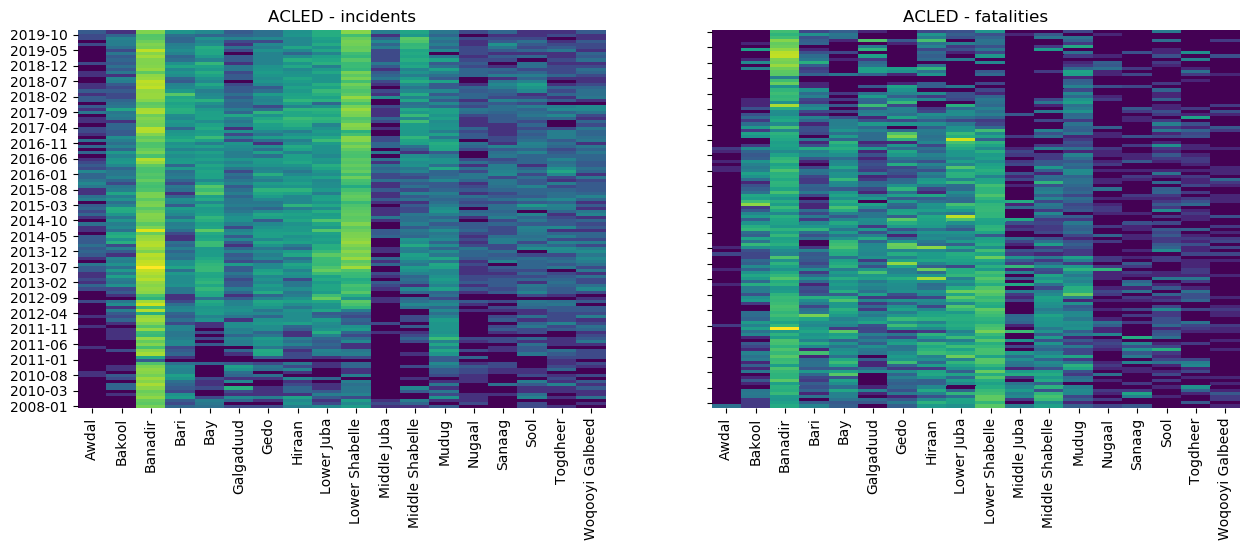 ACLED - incidents
ACLED - fatalities
2019-10
2019-05
2018-12
2018-07
2018-02
2017-09
2017-04
2016-11
2016-06
2016-01
2015-08
2015-03
2014-10
2014-05
2013-12
2013-07
2013-02
2012-09
2012-04
2011-11
2011-06
2011-01
2010-08
2010-03
2008-01
Awdal
Bakool
Banadir
Bari
Bay
Galgaduud
Gedo
Hiraan
Lower Juba
Lower Shabelle
Middle Juba
Middle Shabelle
Mudug
Nugaal
Sanaag
Sool
Togdheer
Woqooyi Galbeed
Awdal
Bakool
Banadir
Bari
Bay
Galgaduud
Gedo
Hiraan
Lower Juba
Lower Shabelle
Middle Juba
Middle Shabelle
Mudug
Nugaal
Sanaag
Sool
Togdheer
Woqooyi Galbeed